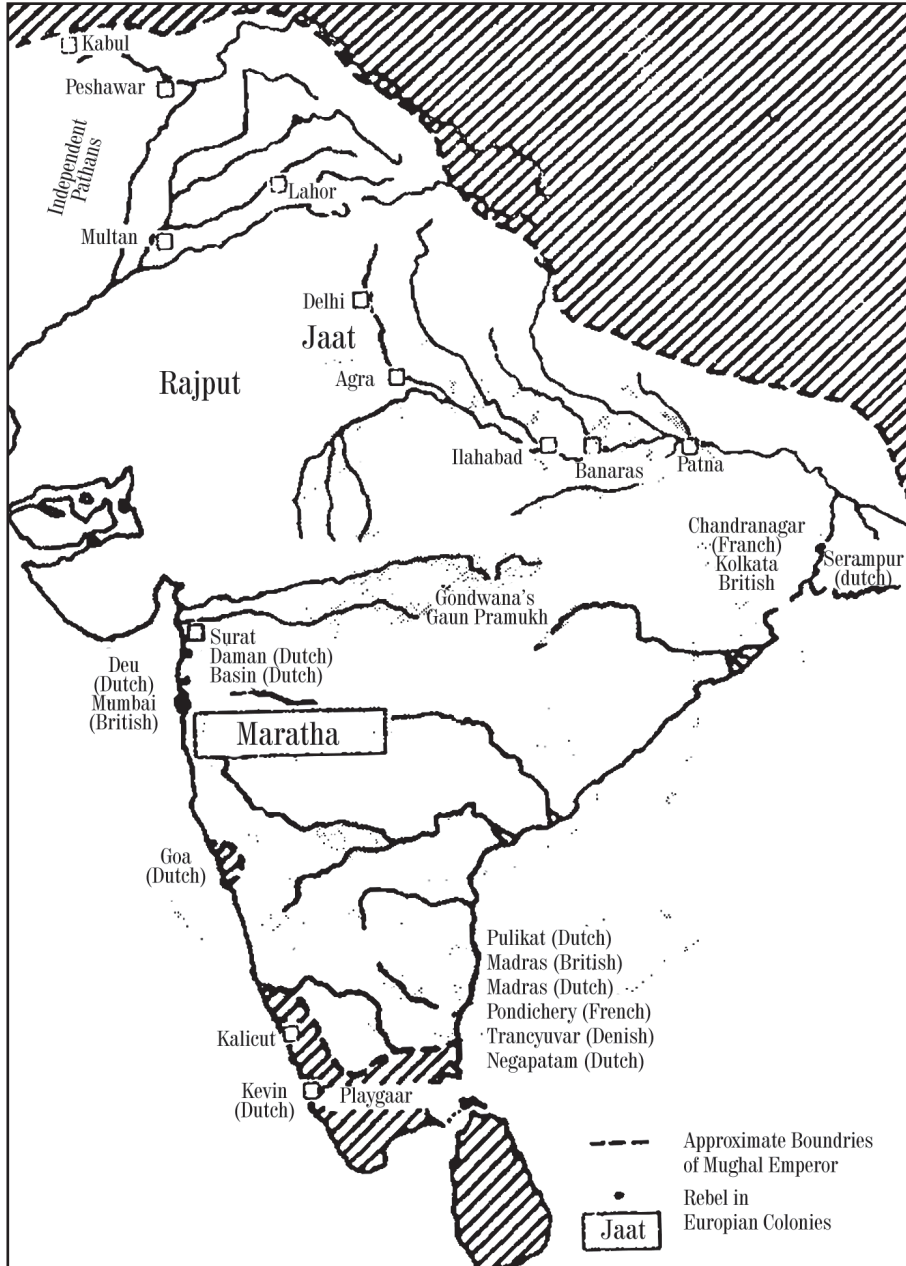 Kabul
Peshawar
Independent
Pathans
Lahor
Multan
Delhi
Jaat
Agra
Rajput
Ilahabad
Banaras
Patna
Chandranagar
(Franch)
Kolkata
British
Serampur
(dutch)
Gondwana's
Gaun Pramukh
Surat
Daman (Dutch)
Basin (Dutch)
Deu
(Dutch)
Mumbai
(British)
Maratha
Goa
(Dutch)
Pulikat (Dutch)
Madras (British)
Madras (Dutch)
Pondichery (French)
Trancyuvar (Denish)
Negapatam (Dutch)
Kalicut
Kevin
(Dutch)
Playgaar
Approximate Boundries
of Mughal Emperor
Rebel in
Europian Colonies
Jaat